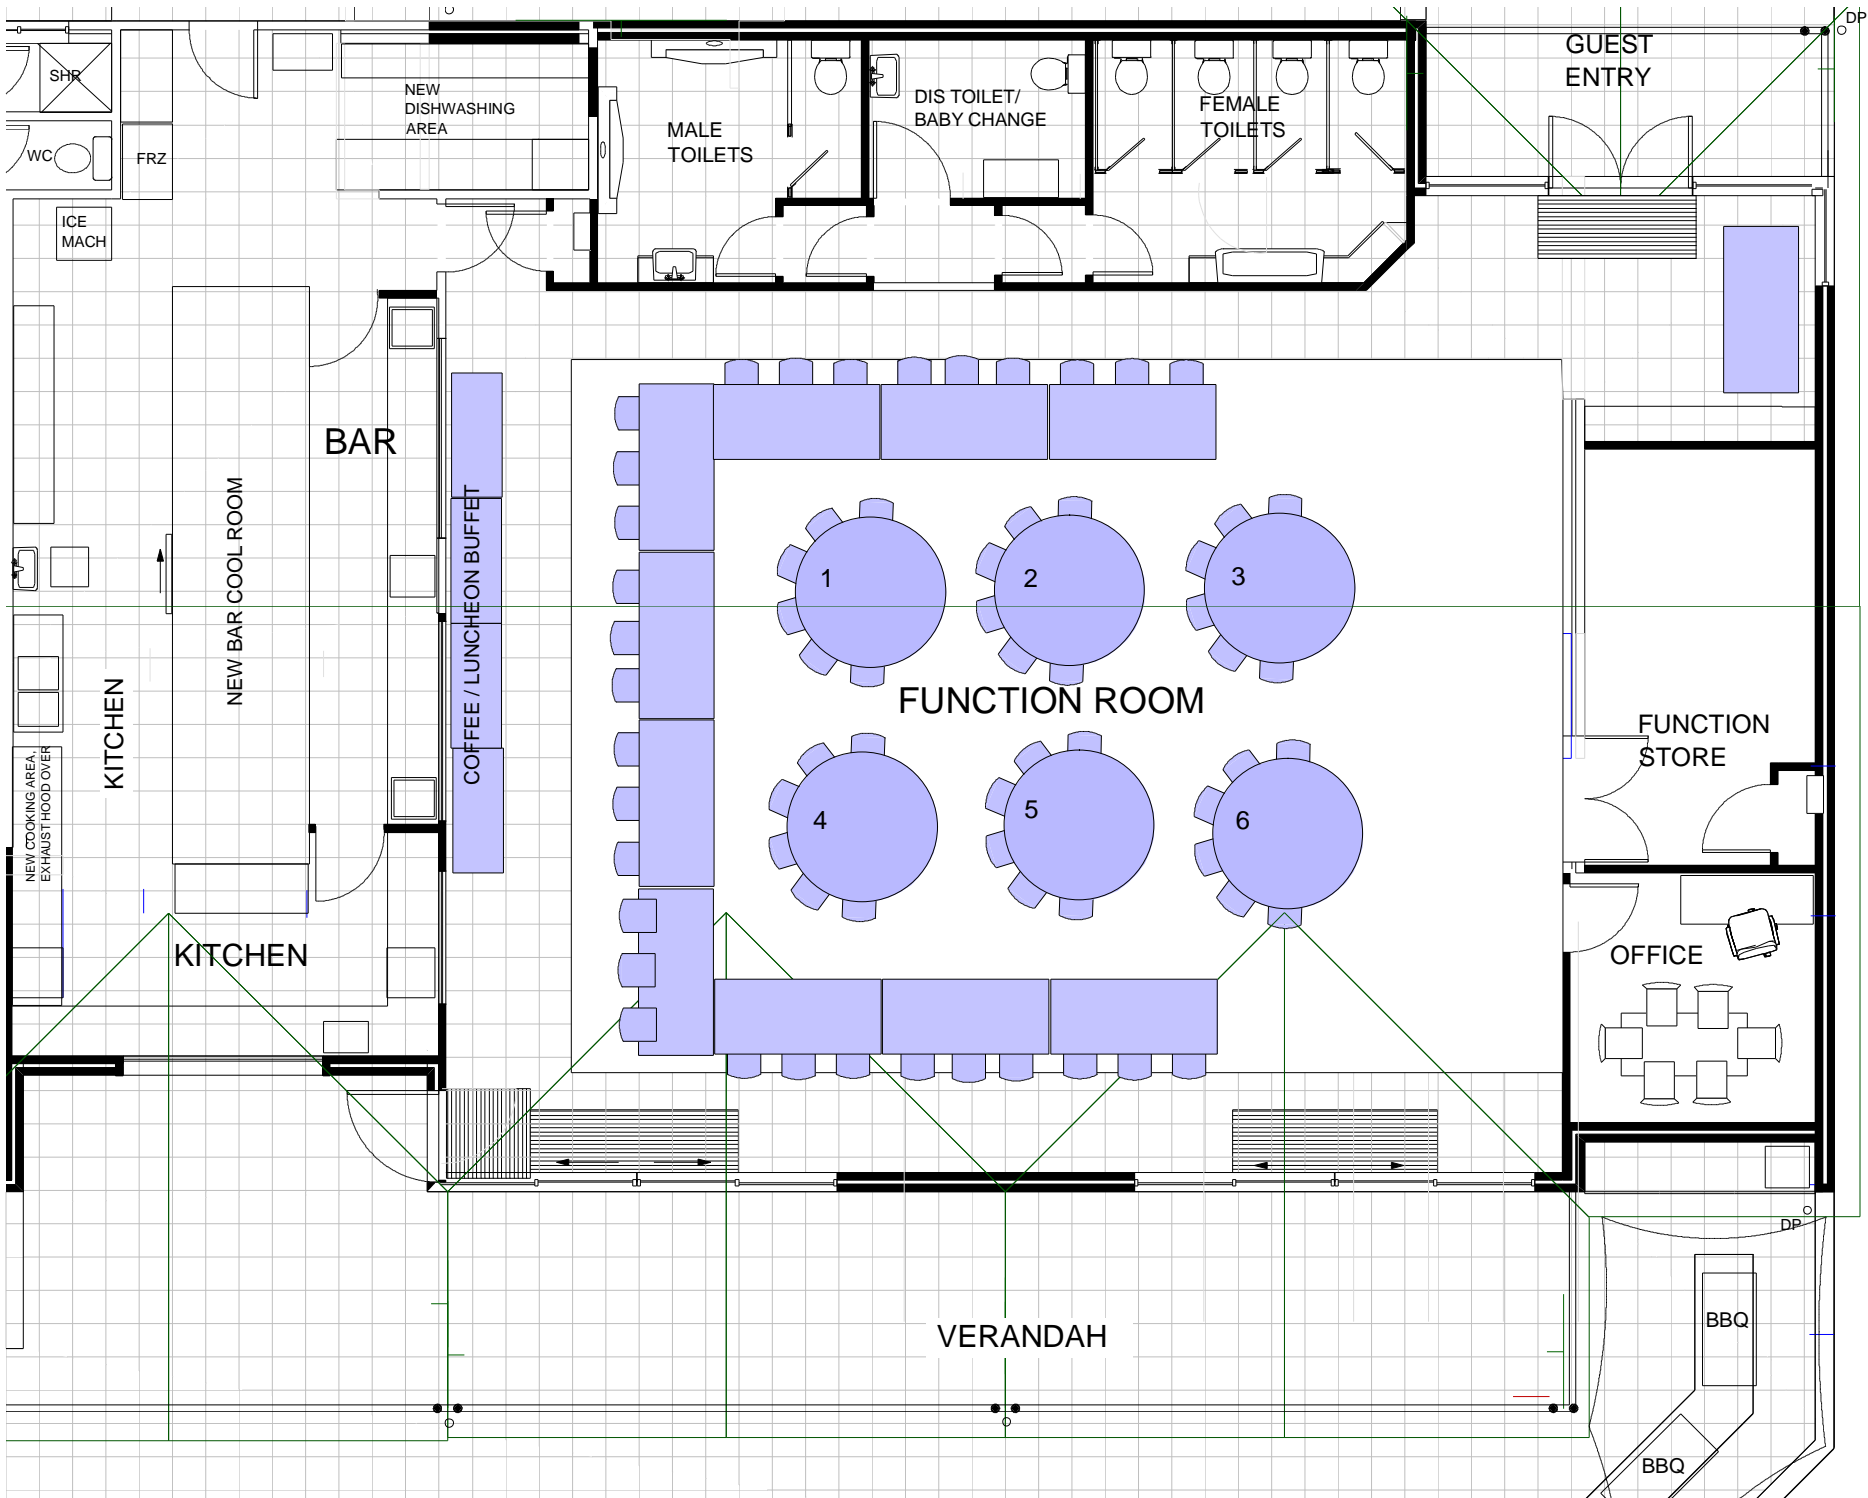 DP
GUEST
ENTRY
SHR
NEW
DISHWASHING
AREA
MALE
TOILETS
DIS TOILET/
BABY CHANGE
FEMALE
TOILETS
WC
FRZ
ICE
MACH
BAR
NEW BAR COOL ROOM
COFFEE / LUNCHEON BUFFET
1
2
3
KITCHEN
FUNCTION ROOM
FUNCTION
STORE
NEW COOKING AREA,
EXHAUST HOOD OVER
4
5
6
KITCHEN
OFFICE
DP
VERANDAH
BBQ
BBQ